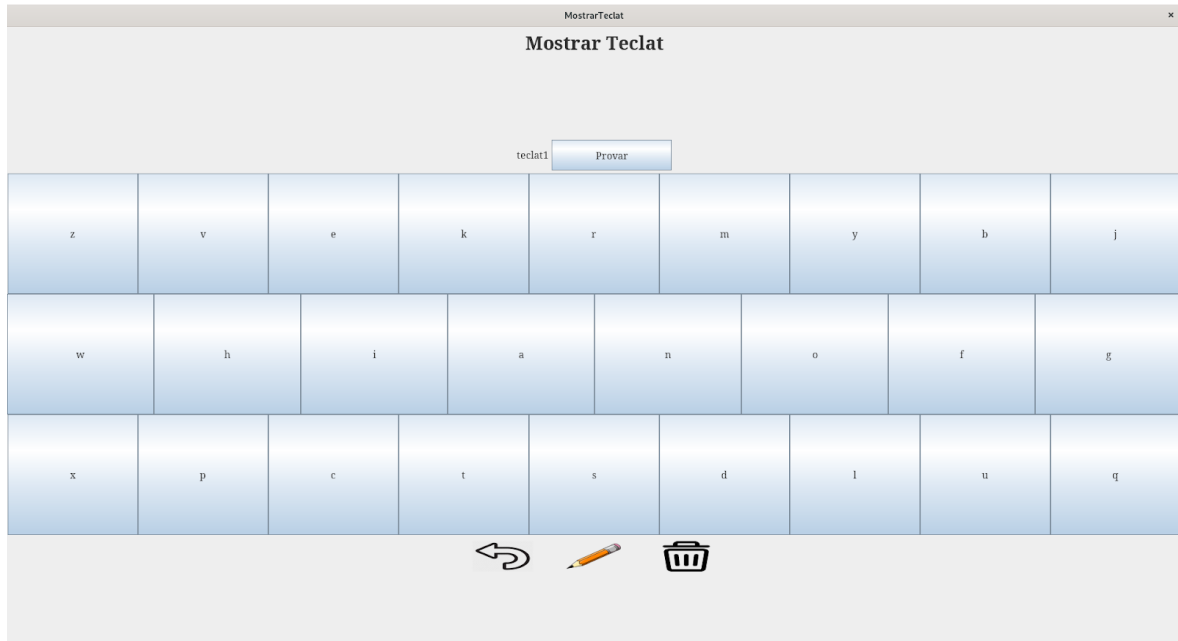 MostrarTeclat ×
Mostrar Teclat
teclat1 Provar
z v e k r m y b j
w h i a n o f g
x p c t s d l u q